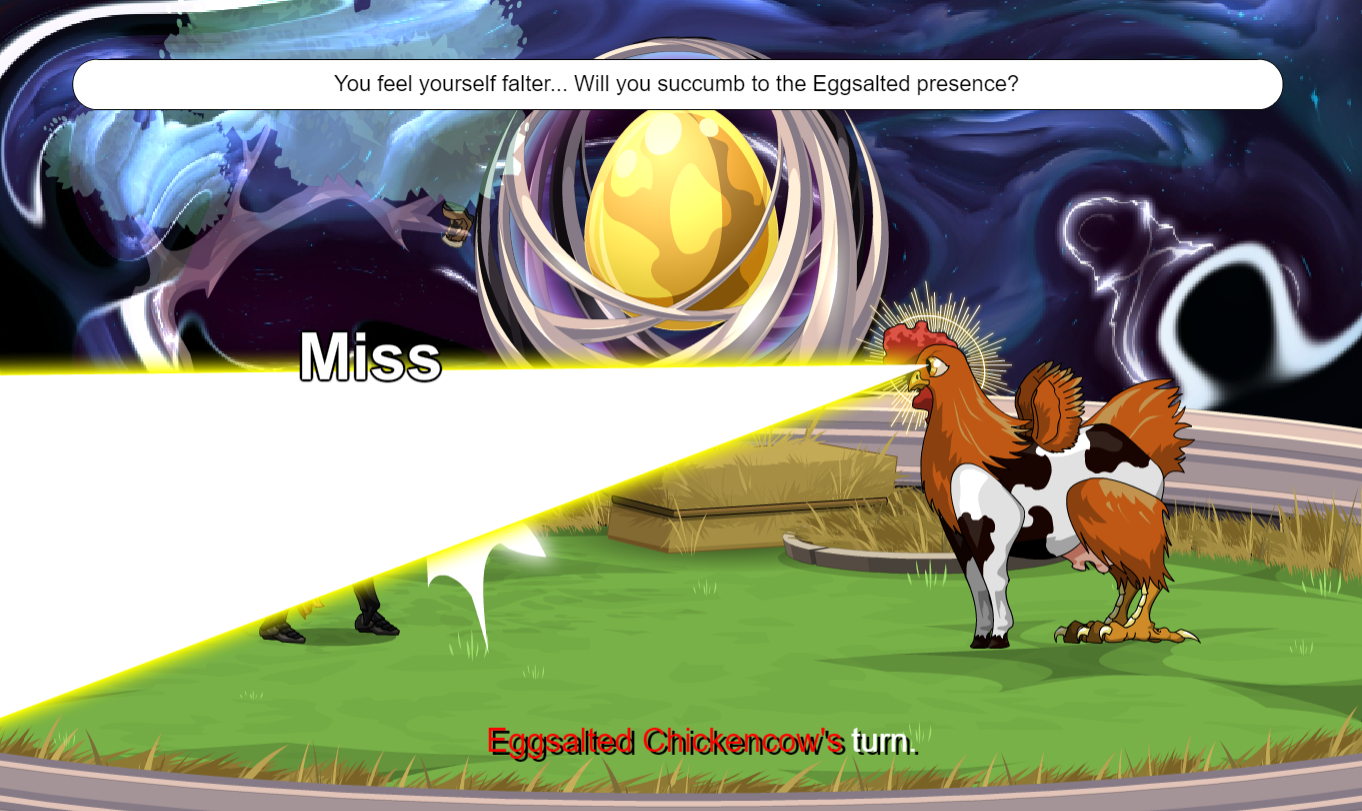 You feel yourself falter... Will you succumb to the Eggsalted presence?
Miss
Eggsalted Chickencow's turn.